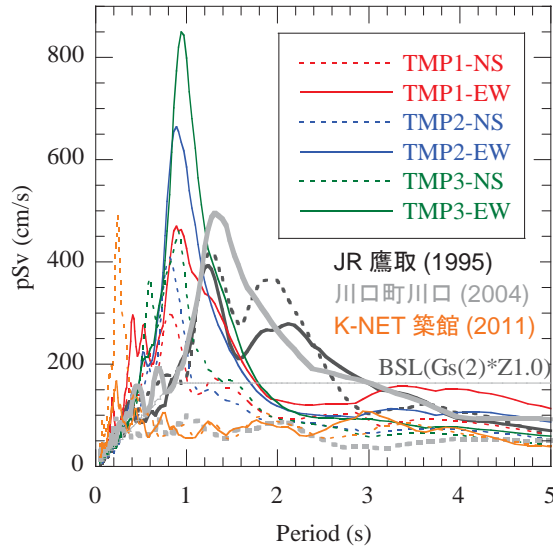 800
600
400
200
0
pSv (cm/s)
TMP1-NS
TMP1-EW
TMP2-NS
TMP2-EW
TMP3-NS
TMP3-EW
JR 鷹取 (1995)
川口町川口 (2004)
K-NET 築館 (2011)
BSL(Gs(2)*Z1.0)
0 1 2 3 4 5
Period (s)